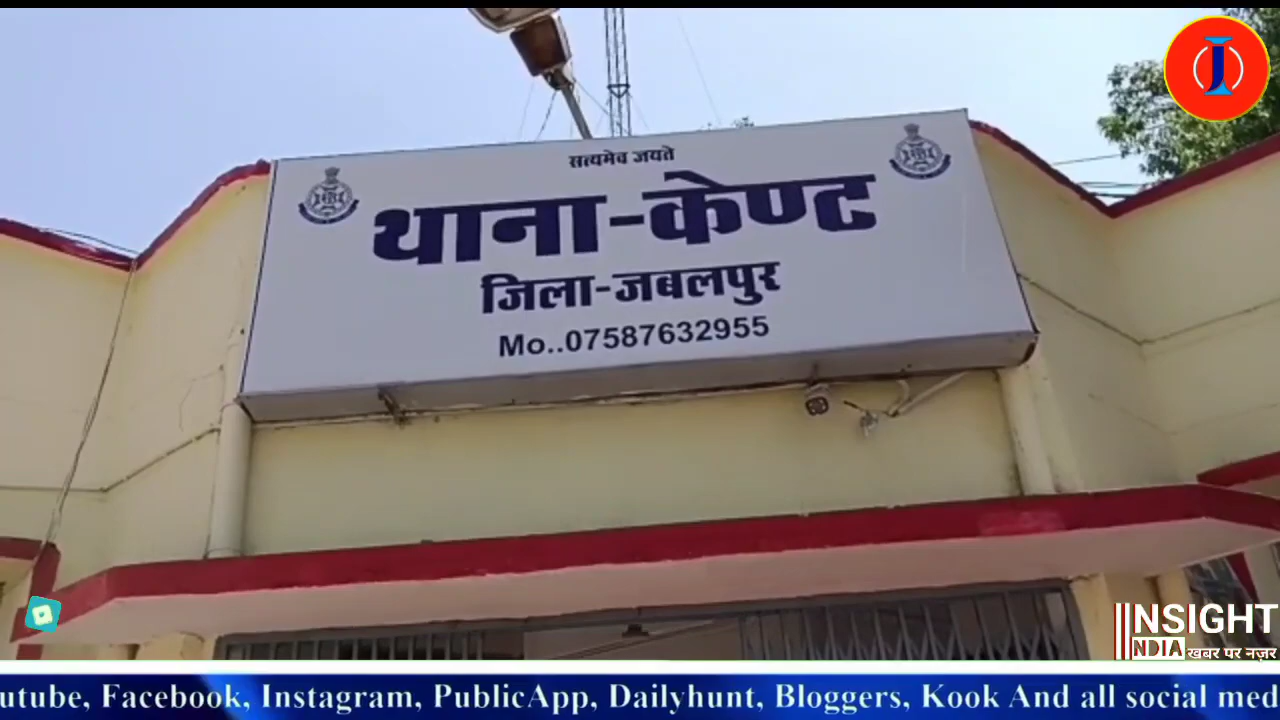 सत्यमेव जयते
थाना-केण्ट
जिला-जबलपुर
Mo..07587632955
INSIGHT
INDIA खबर पर नज़र
utube, Facebook, Instagram, PublicApp, Dailyhunt, Bloggers, Kook And all social med